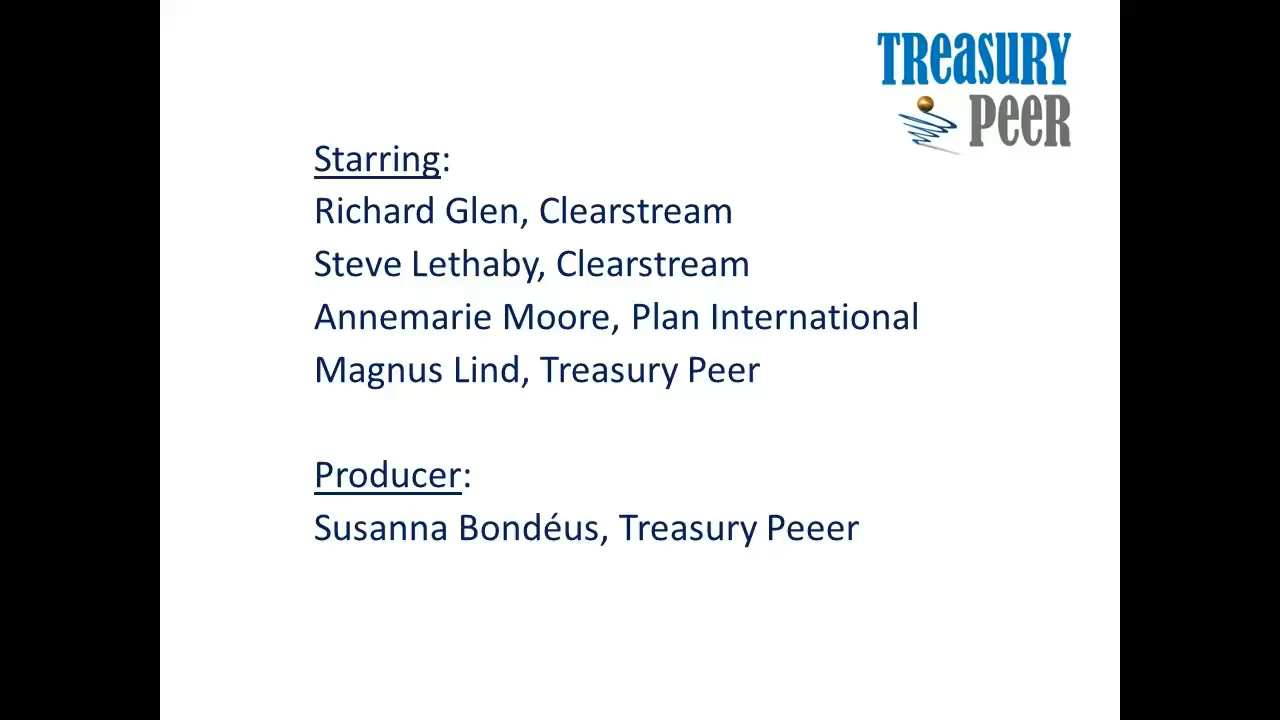 TReasury
PeeR
Starring:
Richard Glen, Clearstream
Steve Lethaby, Clearstream
Annemarie Moore, Plan International
Magnus Lind, Treasury Peer
Producer:
Susanna Bondéus, Treasury Peeer